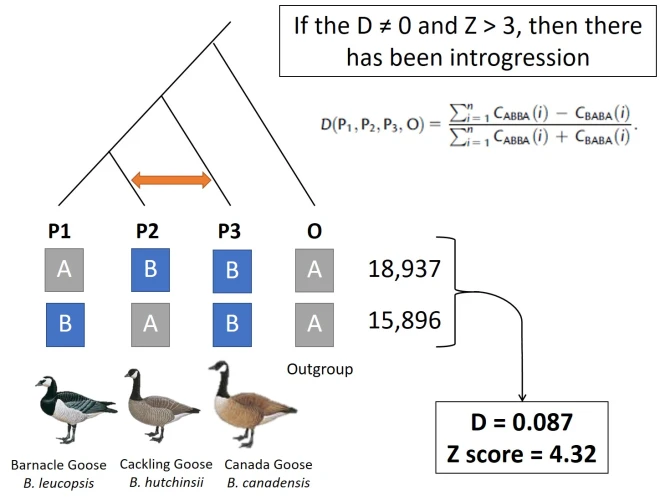 If the D ≠ 0 and Z > 3, then there
has been introgression
D(P₁, P₂, P₃, O) = ∑ⁿᵢ₌₁ C_ABBA(i) − C_BABA(i) / ∑ⁿᵢ₌₁ C_ABBA(i) + C_BABA(i) .
P1 P2 P3 O
A B B A 18,937
B A B A 15,896
Outgroup
D = 0.087
Z score = 4.32
Barnacle Goose Cackling Goose Canada Goose
B. leucopsis B. hutchinsii B. canadensis